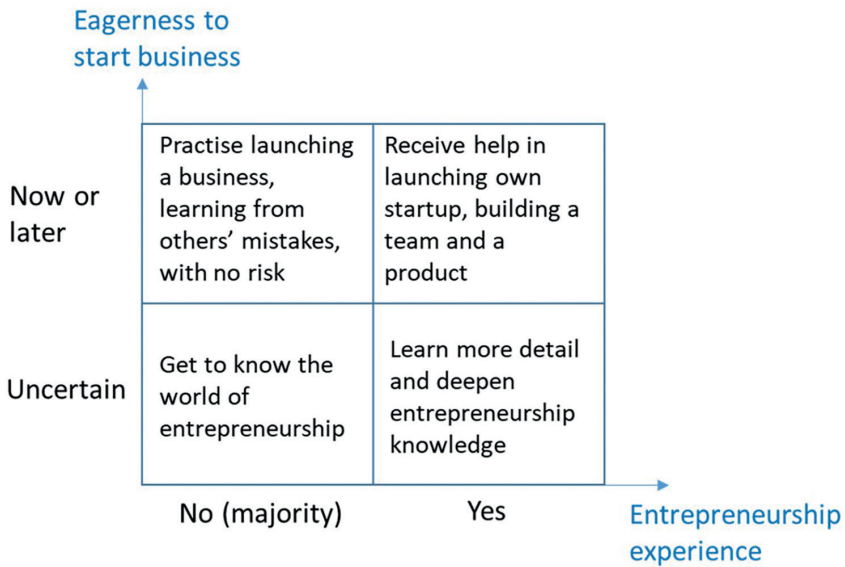 Eagerness to
start business
Now or
later
Practise launching
a business,
learning from
others’ mistakes,
with no risk
Receive help in
launching own
startup, building a
team and a
product
Uncertain
Get to know the
world of
entrepreneurship
Learn more detail
and deepen
entrepreneurship
knowledge
No (majority)
Yes
Entrepreneurship
experience